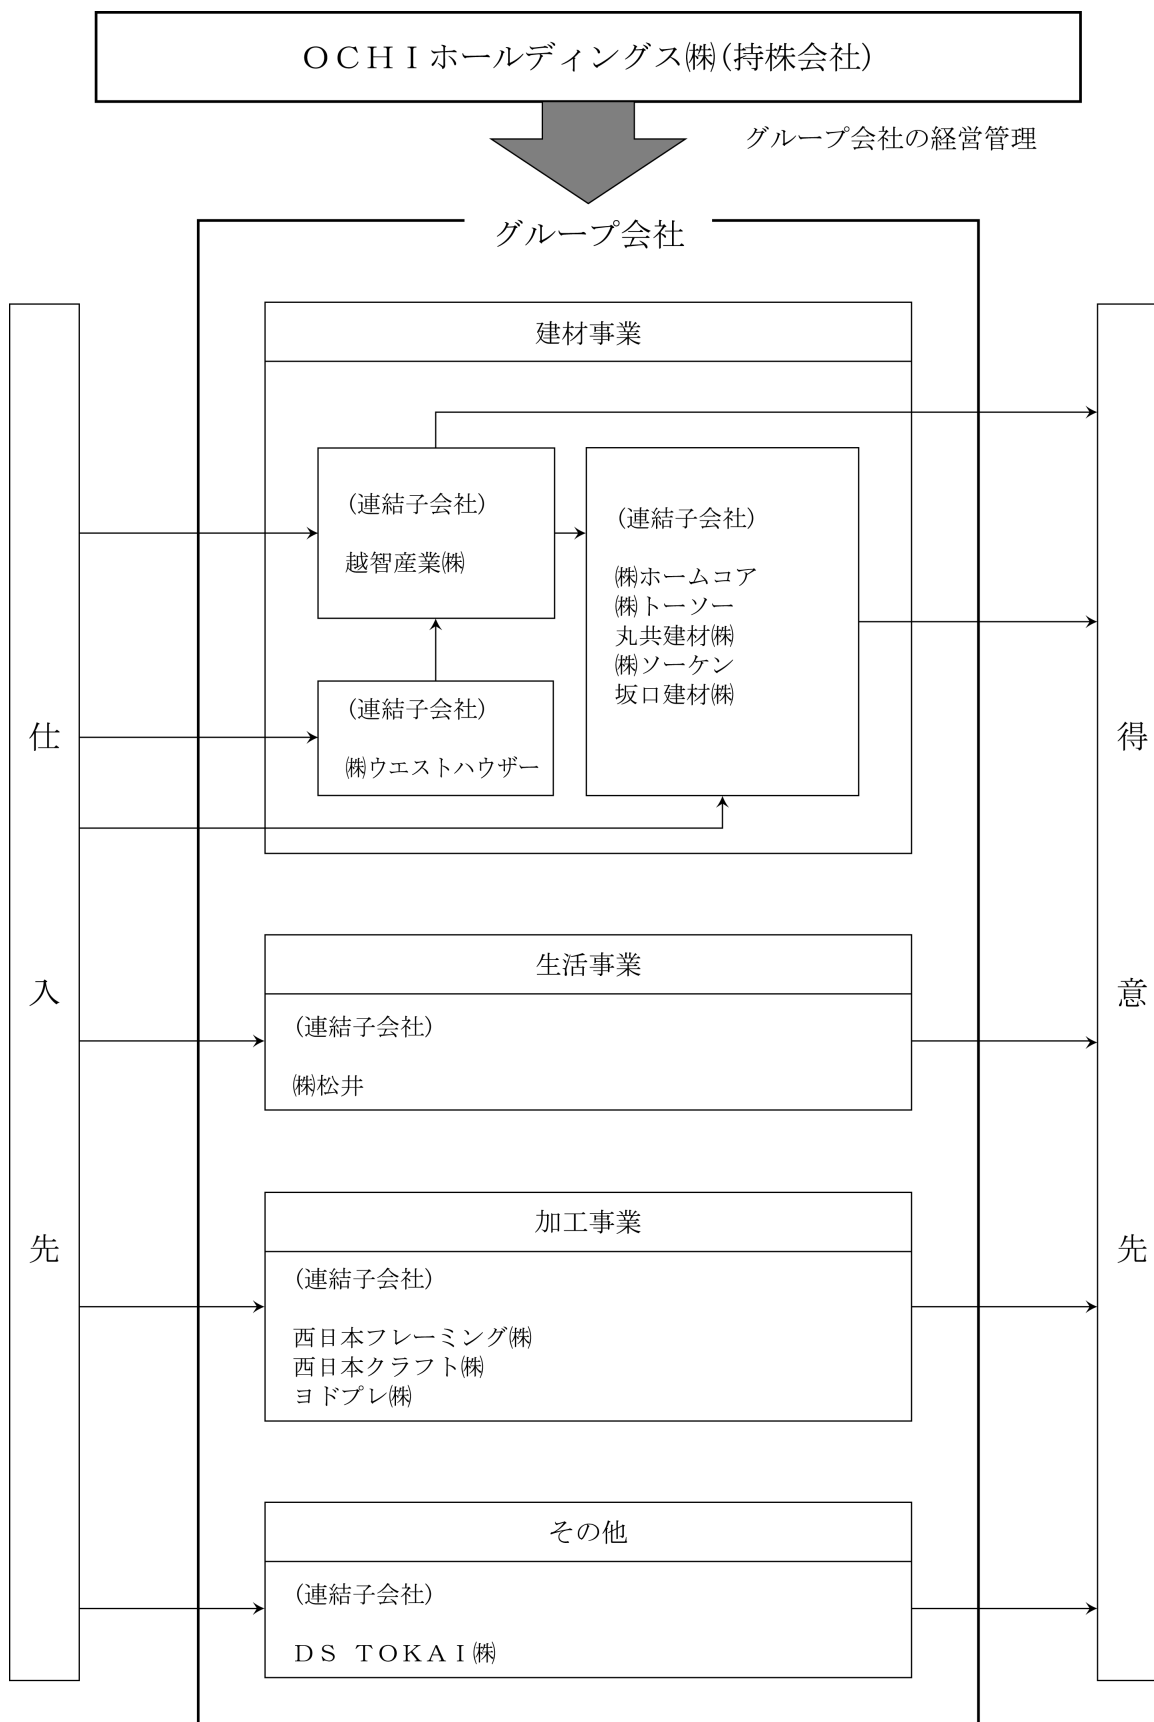 ＯＣＨＩホールディングス㈱(持株会社)
グループ会社の経営管理
グループ会社
仕入先
得意先
建材事業
(連結子会社)
越智産業㈱
(連結子会社)
㈱ウエストハウザー
(連結子会社)
㈱ホームコア
㈱トーソー
丸共建材㈱
㈱ソーケン
坂口建材㈱
生活事業
(連結子会社)
㈱松井
加工事業
(連結子会社)
西日本フレーミング㈱
西日本クラフト㈱
ヨドプレ㈱
その他
(連結子会社)
ＤＳ ＴＯＫＡＩ㈱